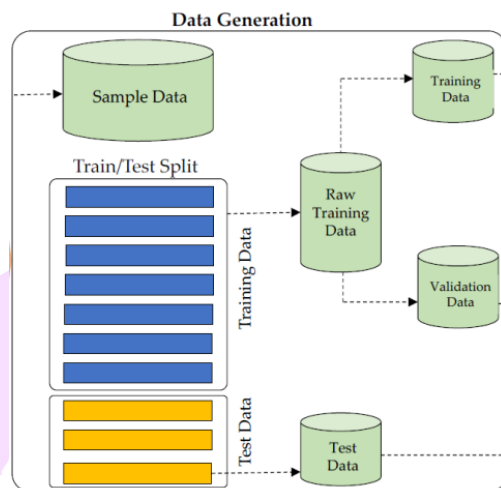 Data Generation
Sample Data
Training
Data
Train/Test Split
Raw
Training
Data
Training Data
Validation
Data
Test Data
Test
Data